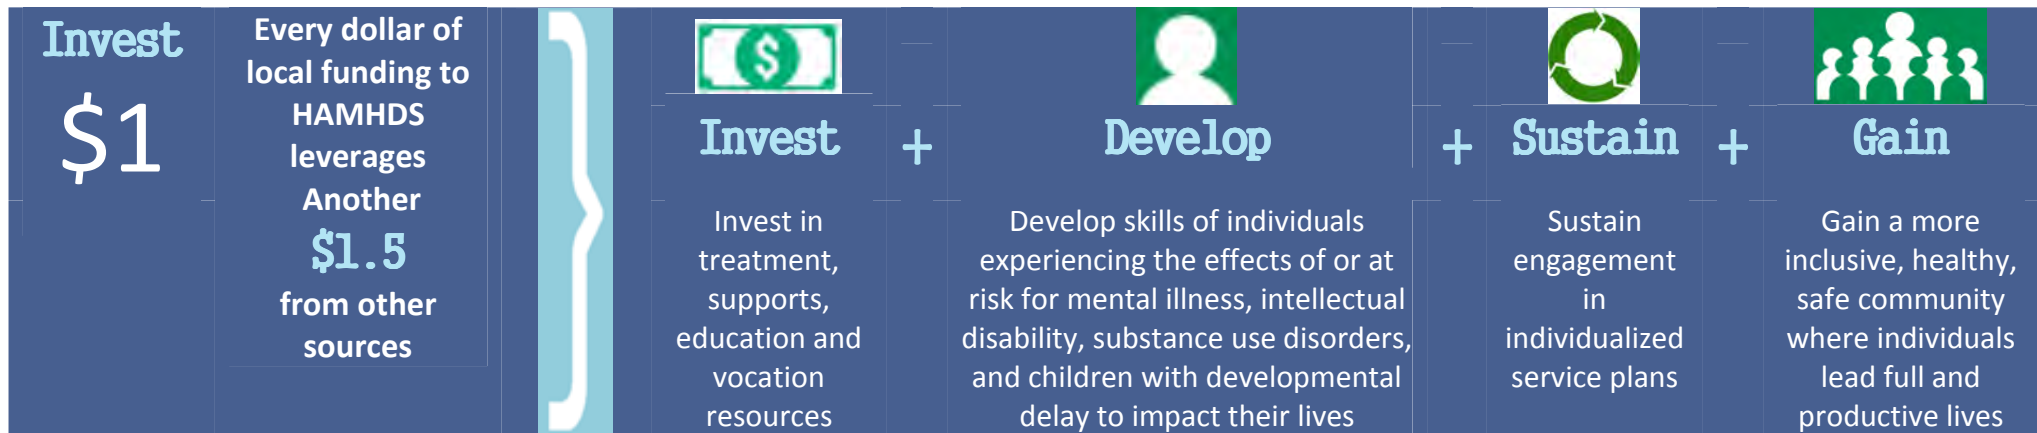 Invest
$1
Every dollar of
local funding to
HAMHDS
leverages
Another
$1.5
from other
sources
$
Invest
Invest in
treatment,
supports,
education and
vocation
resources
+
Develop
Develop skills of individuals
experiencing the effects of or at
risk for mental illness, intellectual
disability, substance use disorders,
and children with developmental
delay to impact their lives
+
Sustain
Sustain
engagement
in
individualized
service plans
+
Gain
Gain a more
inclusive, healthy,
safe community
where individuals
lead full and
productive lives